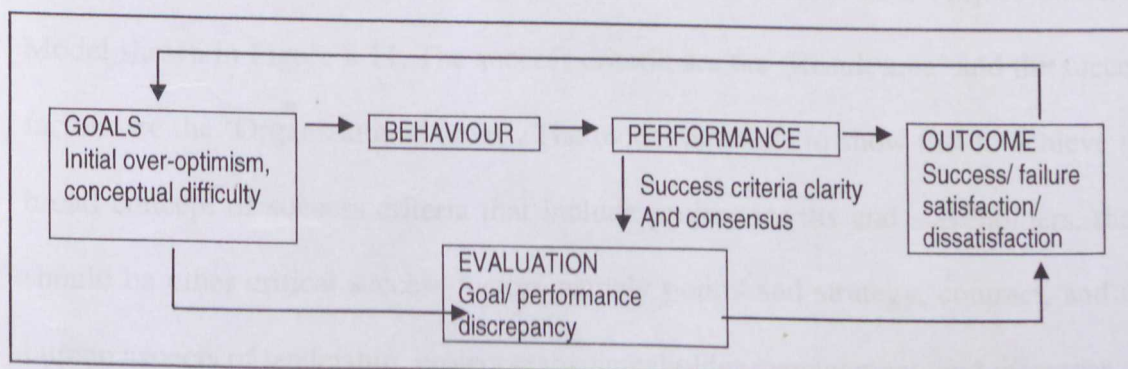 GOALS
Initial over-optimism,
conceptual difficulty
BEHAVIOUR
PERFORMANCE
Success criteria clarity
And consensus
OUTCOME
Success/ failure
satisfaction/
dissatisfaction
EVALUATION
Goal/ performance
discrepancy